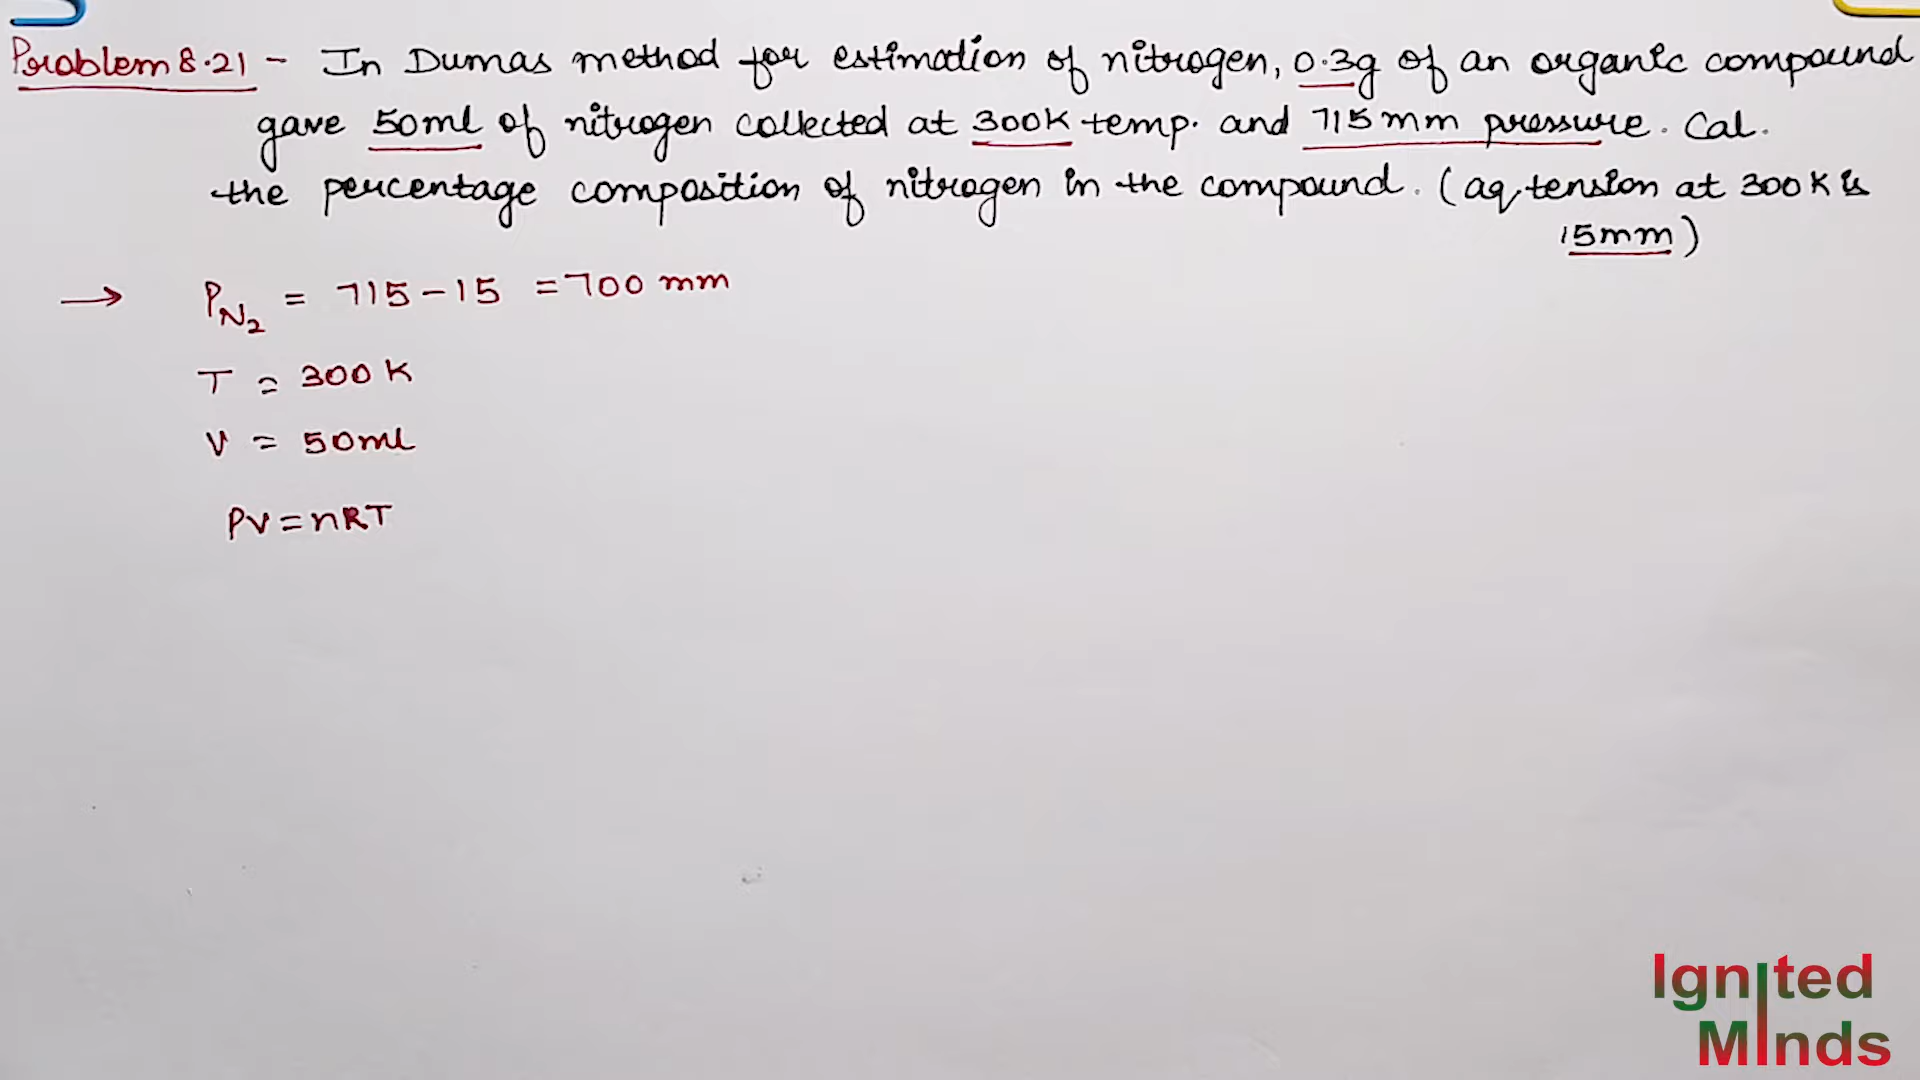 Problem 8.21 - In Dumas method for estimation of nitrogen, 0.3g of an organic compound
gave 50ml of nitrogen collected at 300K temp. and 715mm pressure. Cal.
the percentage composition of nitrogen in the compound. (aq. tension at 300K is
15mm)
→ P_N₂ = 715-15 = 700 mm
T = 300 K
V = 50ml
PV = nRT
Ignited
Minds